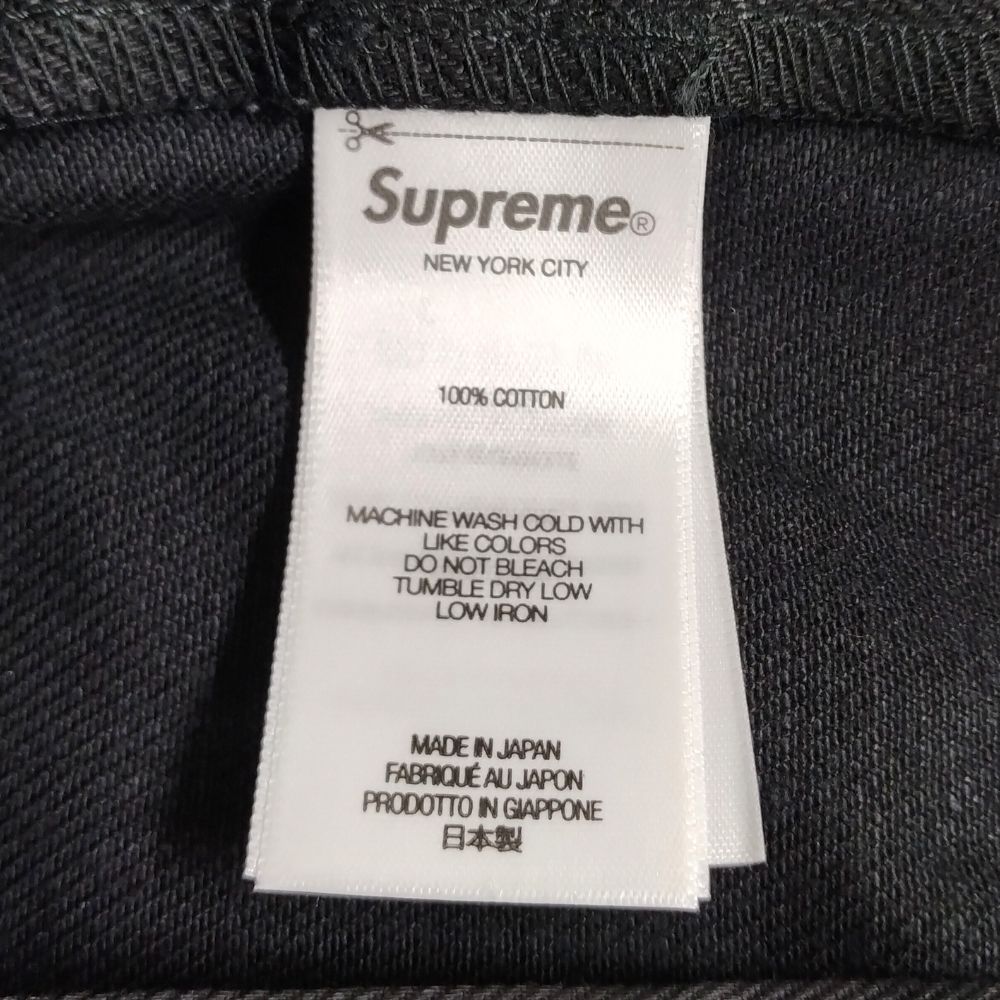 Supreme®
NEW YORK CITY
100% COTTON
MACHINE WASH COLD WITH
LIKE COLORS
DO NOT BLEACH
TUMBLE DRY LOW
LOW IRON
MADE IN JAPAN
FABRIQUÉ AU JAPON
PRODOTTO IN GIAPPONE
日本製